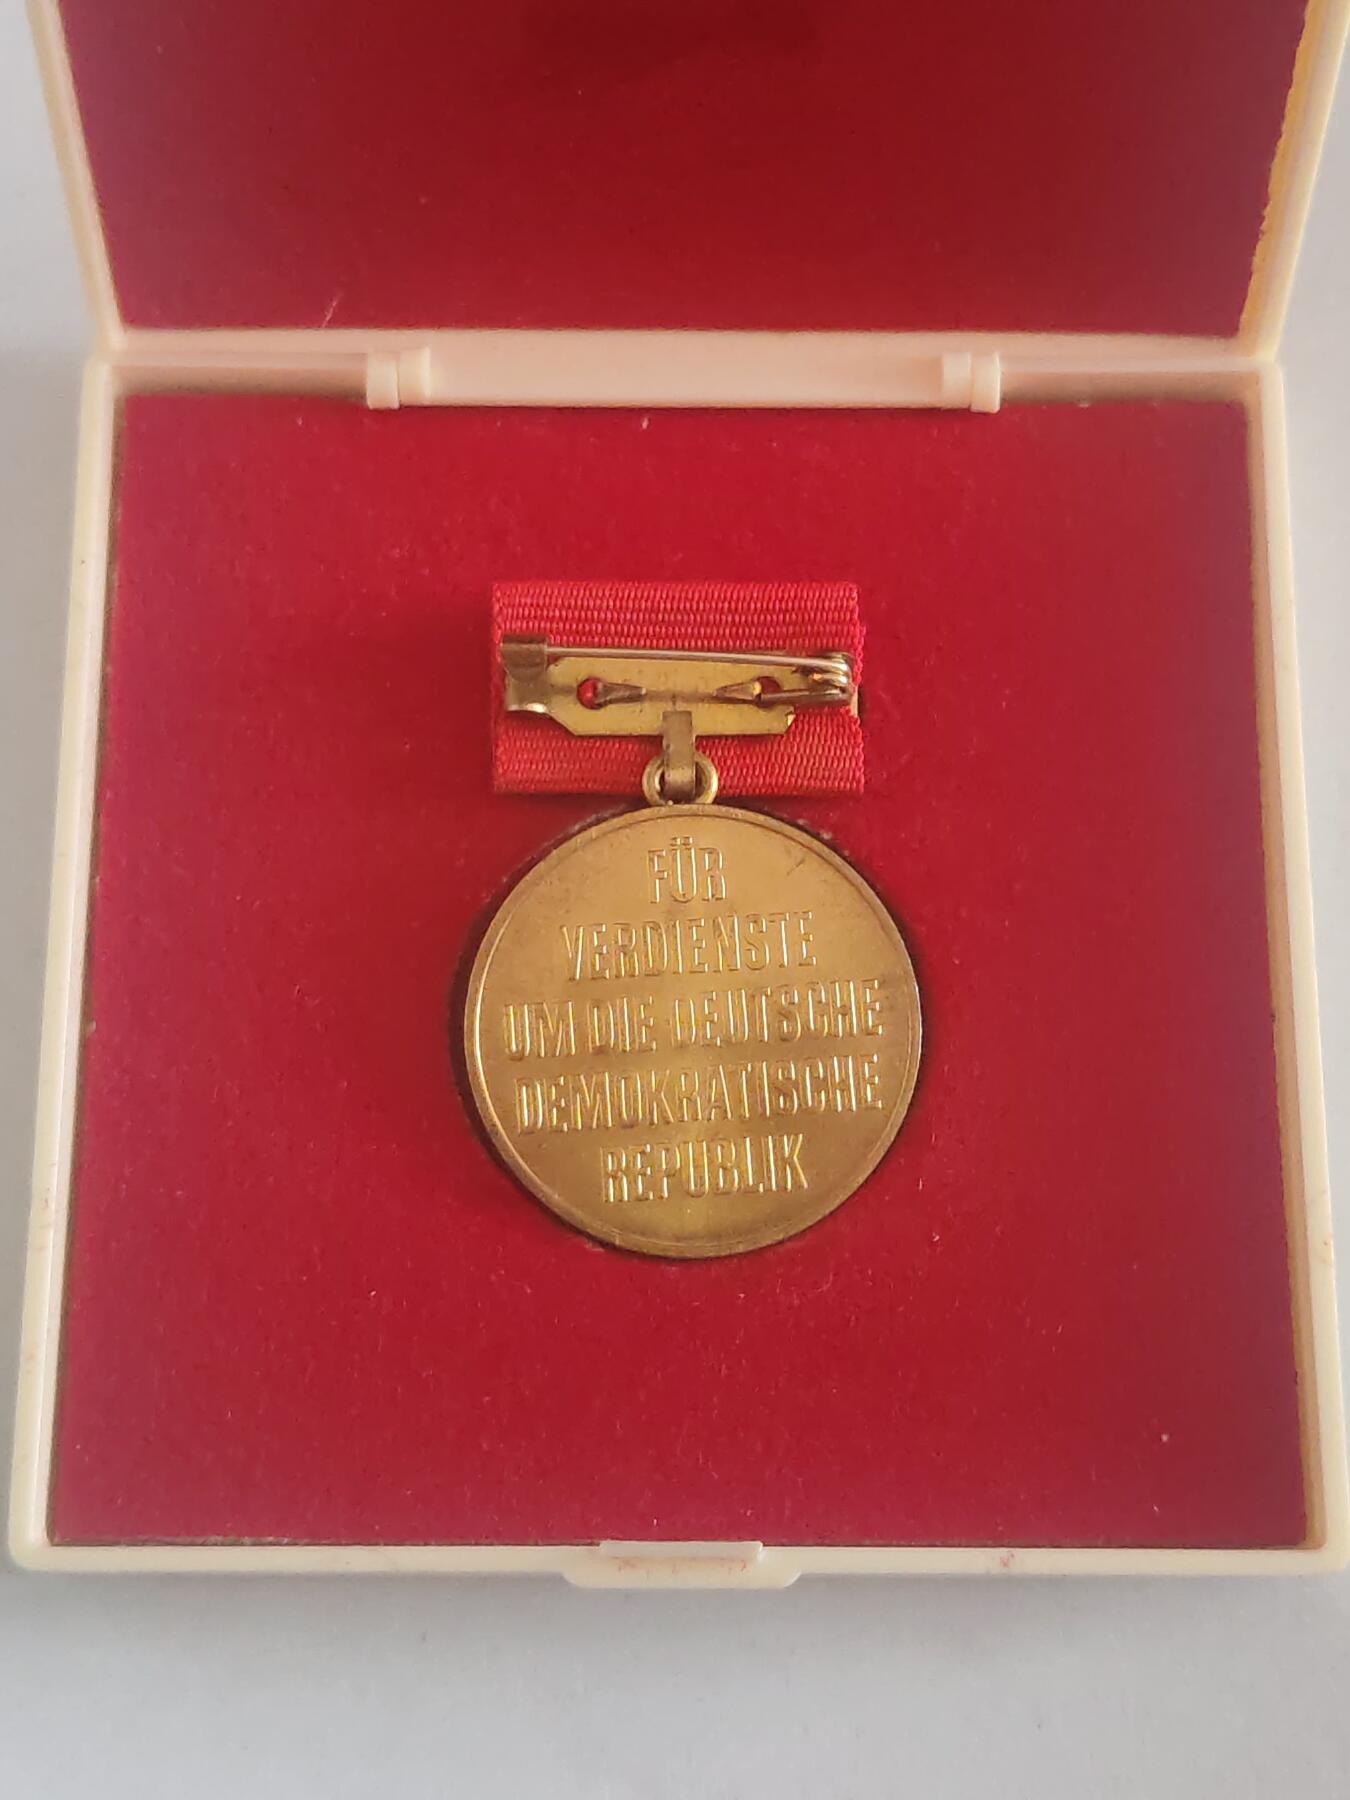 FÜR
VERDIENSTE
UM DIE DEUTSCHE
DEMOKRATISCHE
REPUBLIK